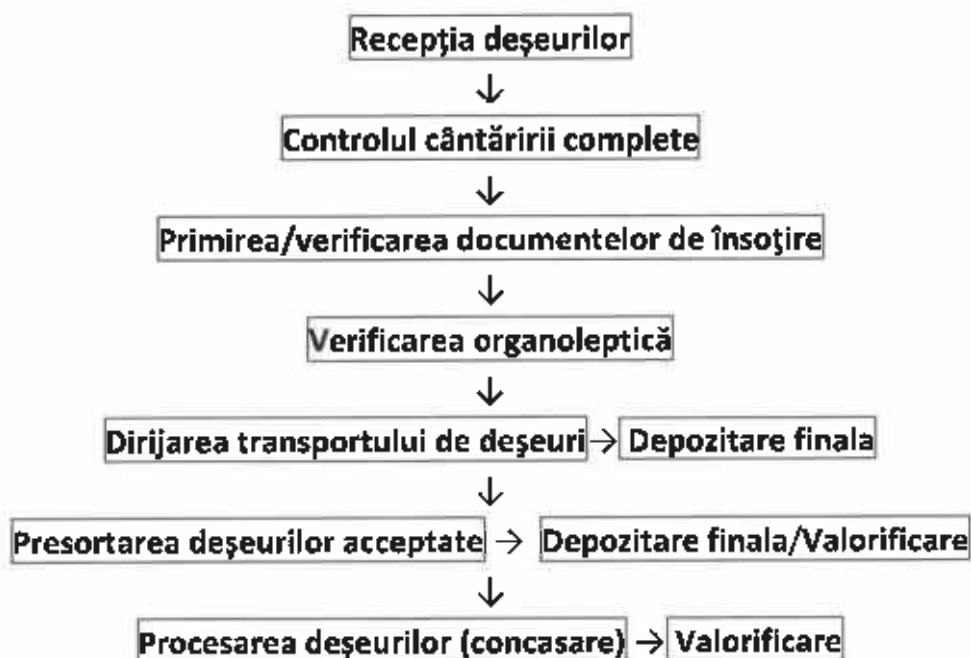 Recepţia deşeurilor
↓
Controlul cântăririi complete
↓
Primirea/verificarea documentelor de însoţire
↓
Verificarea organoleptică
↓
Dirijarea transportului de deşeuri → Depozitare finala
↓
Presortarea deşeurilor acceptate → Depozitare finala/Valorificare
↓
Procesarea deşeurilor (concasare) → Valorificare